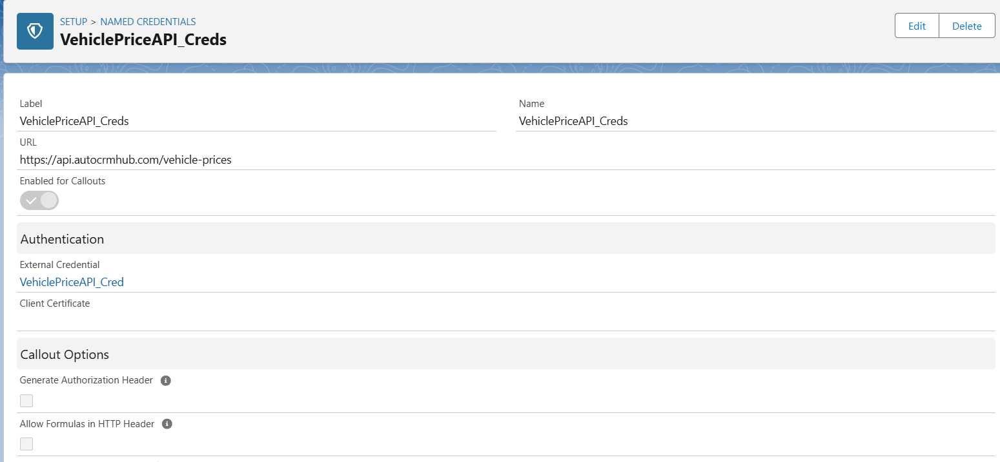 SETUP > NAMED CREDENTIALS
VehiclePriceAPI_Creds
Edit
Delete
Label
VehiclePriceAPI_Creds
Name
VehiclePriceAPI_Creds
URL
https://api.autocrmhub.com/vehicle-prices
Enabled for Callouts
Authentication
External Credential
VehiclePriceAPI_Cred
Client Certificate
Callout Options
Generate Authorization Header
Allow Formulas in HTTP Header